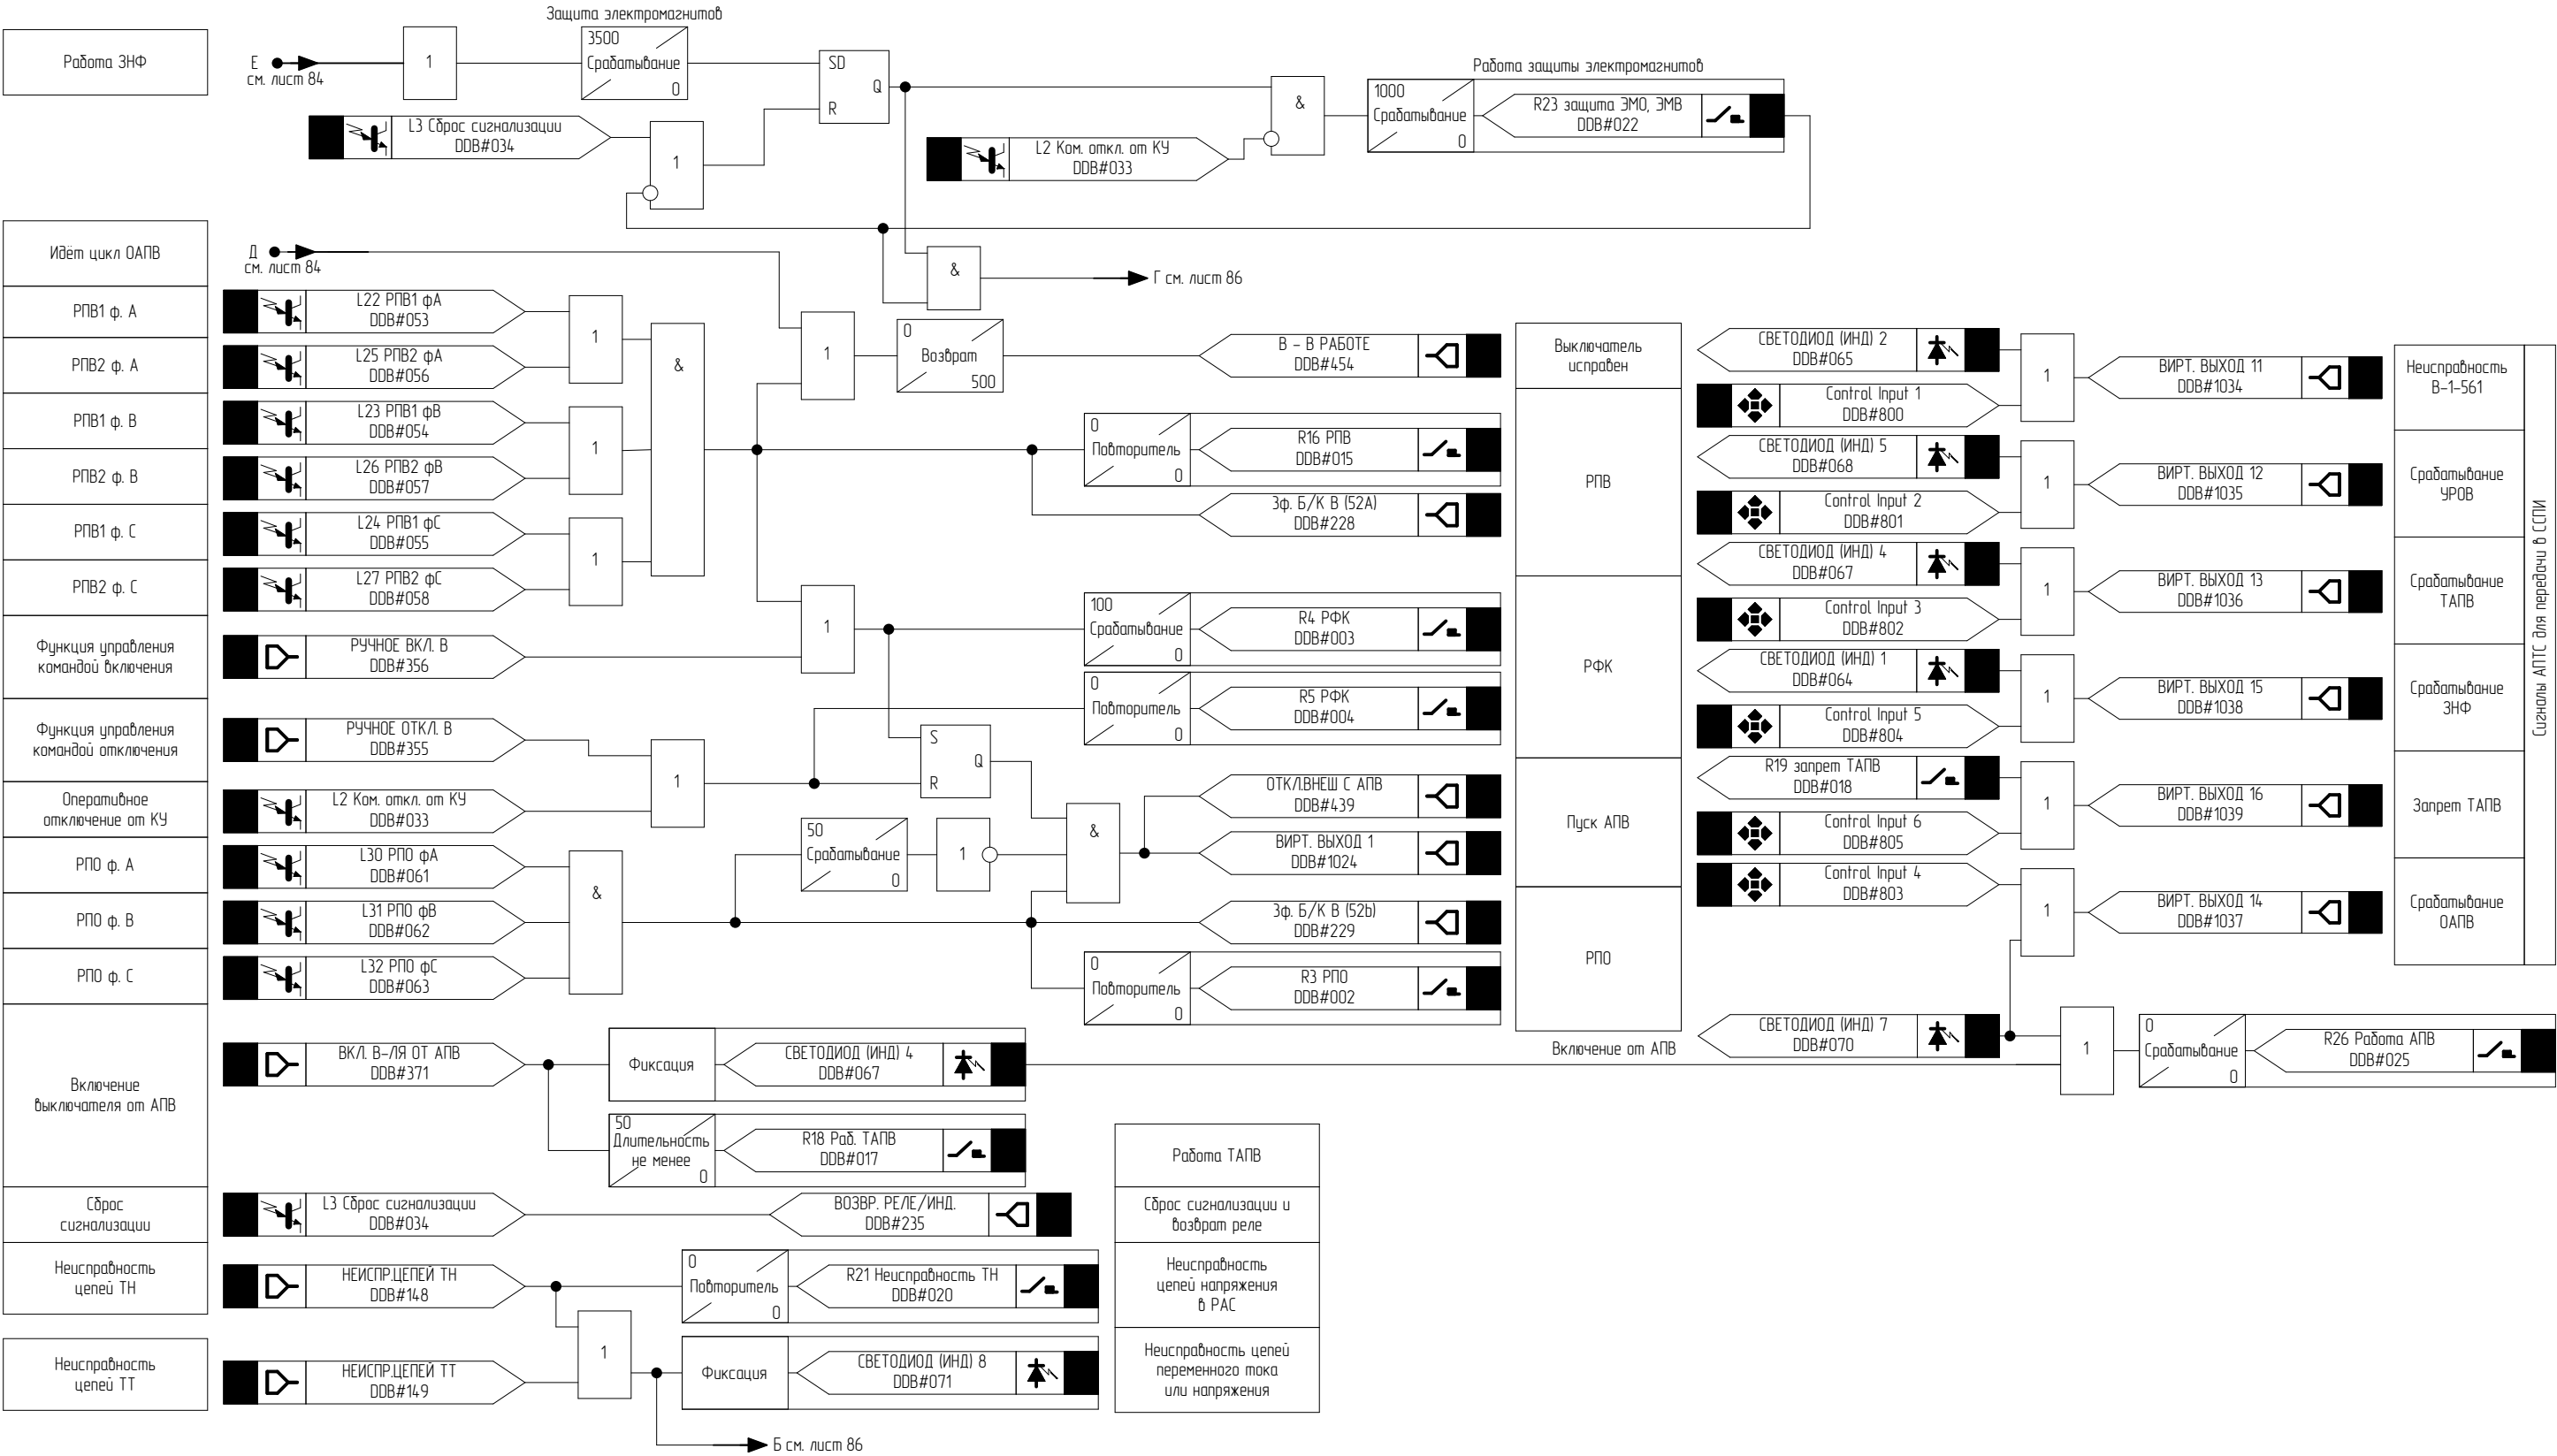 Защита электромагнитов
Работа ЗНФ
Е
см. лист 84
1
3500
Срабатывание
0
SD
Q
R
L3 Сброс сигнализации
DDB#034
1
L2 Ком. откл. от КУ
DDB#033
&
Работа защиты электромагнитов
1000
Срабатывание
0
R23 защита ЭМО, ЭМВ
DDB#022
Идёт цикл ОАПВ
Д
см. лист 84
&
Г см. лист 86
РПВ1 ф. А
L22 РПВ1 фА
DDB#053
1
РПВ2 ф. А
L25 РПВ2 фА
DDB#056
РПВ1 ф. В
L23 РПВ1 фВ
DDB#054
1
РПВ2 ф. В
L26 РПВ2 фВ
DDB#057
РПВ1 ф. С
L24 РПВ1 фС
DDB#055
1
РПВ2 ф. С
L27 РПВ2 фС
DDB#058
&
1
0
Возврат
500
В – В РАБОТЕ
DDB#454
0
Повторитель
0
R16 РПВ
DDB#015
3ф. Б/К В (52А)
DDB#228
Функция управления
командой включения
РУЧНОЕ ВКЛ. В
DDB#356
1
100
Срабатывание
0
R4 РФК
DDB#003
0
Повторитель
0
R5 РФК
DDB#004
Функция управления
командой отключения
РУЧНОЕ ОТКЛ. В
DDB#355
1
S
Q
R
Оперативное
отключение от КУ
L2 Ком. откл. от КУ
DDB#033
50
Срабатывание
0
1
&
ОТКЛ.ВНЕШ С АПВ
DDB#439
ВИРТ. ВЫХОД 1
DDB#1024
РПО ф. А
L30 РПО фА
DDB#061
&
РПО ф. В
L31 РПО фВ
DDB#062
3ф. Б/К В (52b)
DDB#229
РПО ф. С
L32 РПО фС
DDB#063
0
Повторитель
0
R3 РПО
DDB#002
Выключатель
исправен
РПВ
РФК
Пуск АПВ
РПО
СВЕТОДИОД (ИНД) 2
DDB#065
Control Input 1
DDB#800
1
ВИРТ. ВЫХОД 11
DDB#1034
Неисправность
В-1-561
СВЕТОДИОД (ИНД) 5
DDB#068
Control Input 2
DDB#801
1
ВИРТ. ВЫХОД 12
DDB#1035
Срабатывание
УРОВ
СВЕТОДИОД (ИНД) 4
DDB#067
Control Input 3
DDB#802
1
ВИРТ. ВЫХОД 13
DDB#1036
Срабатывание
ТАПВ
СВЕТОДИОД (ИНД) 1
DDB#064
Control Input 5
DDB#804
1
ВИРТ. ВЫХОД 15
DDB#1038
Срабатывание
ЗНФ
R19 запрет ТАПВ
DDB#018
Control Input 6
DDB#805
1
ВИРТ. ВЫХОД 16
DDB#1039
Запрет ТАПВ
Control Input 4
DDB#803
1
ВИРТ. ВЫХОД 14
DDB#1037
Срабатывание
ОАПВ
Сигналы АПТС для передачи в ССПИ
Включение
выключателя от АПВ
ВКЛ. В-ЛЯ ОТ АПВ
DDB#371
Фиксация
СВЕТОДИОД (ИНД) 4
DDB#067
Включение от АПВ
СВЕТОДИОД (ИНД) 7
DDB#070
1
0
Срабатывание
0
R26 Работа АПВ
DDB#025
50
Длительность
не менее
0
R18 Раб. ТАПВ
DDB#017
Работа ТАПВ
Сброс
сигнализации
L3 Сброс сигнализации
DDB#034
ВОЗВР. РЕЛЕ/ИНД.
DDB#235
Сброс сигнализации и
возврат реле
Неисправность
цепей ТН
НЕИСПР.ЦЕПЕЙ ТН
DDB#148
0
Повторитель
0
R21 Неисправность ТН
DDB#020
Неисправность
цепей напряжения
в РАС
Неисправность
цепей ТТ
НЕИСПР.ЦЕПЕЙ ТТ
DDB#149
1
Фиксация
СВЕТОДИОД (ИНД) 8
DDB#071
Неисправность цепей
переменного тока
или напряжения
Б см. лист 86